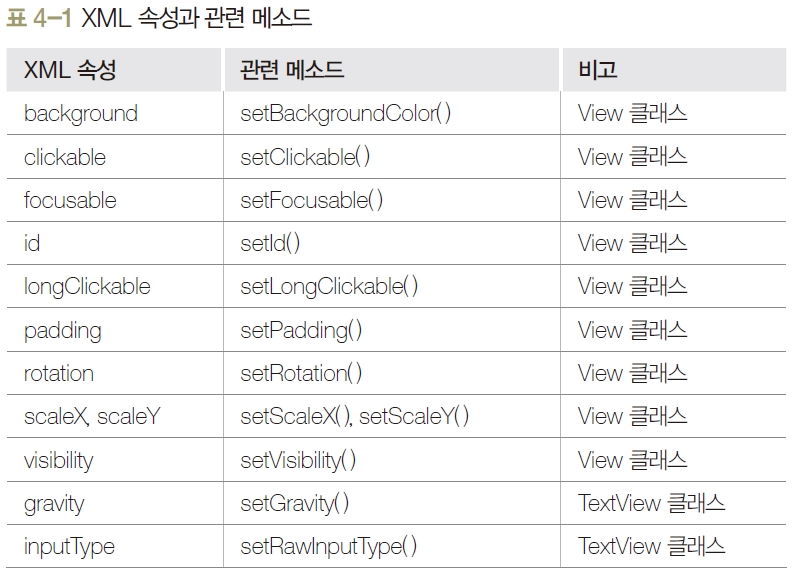 표 4-1 XML 속성과 관련 메소드
XML 속성 관련 메소드 비고
background setBackgroundColor() View 클래스
clickable setClickable() View 클래스
focusable setFocusable() View 클래스
id setId() View 클래스
longClickable setLongClickable() View 클래스
padding setPadding() View 클래스
rotation setRotation() View 클래스
scaleX, scaleY setScaleX(), setScaleY() View 클래스
visibility setVisibility() View 클래스
gravity setGravity() TextView 클래스
inputType setRawInputType() TextView 클래스